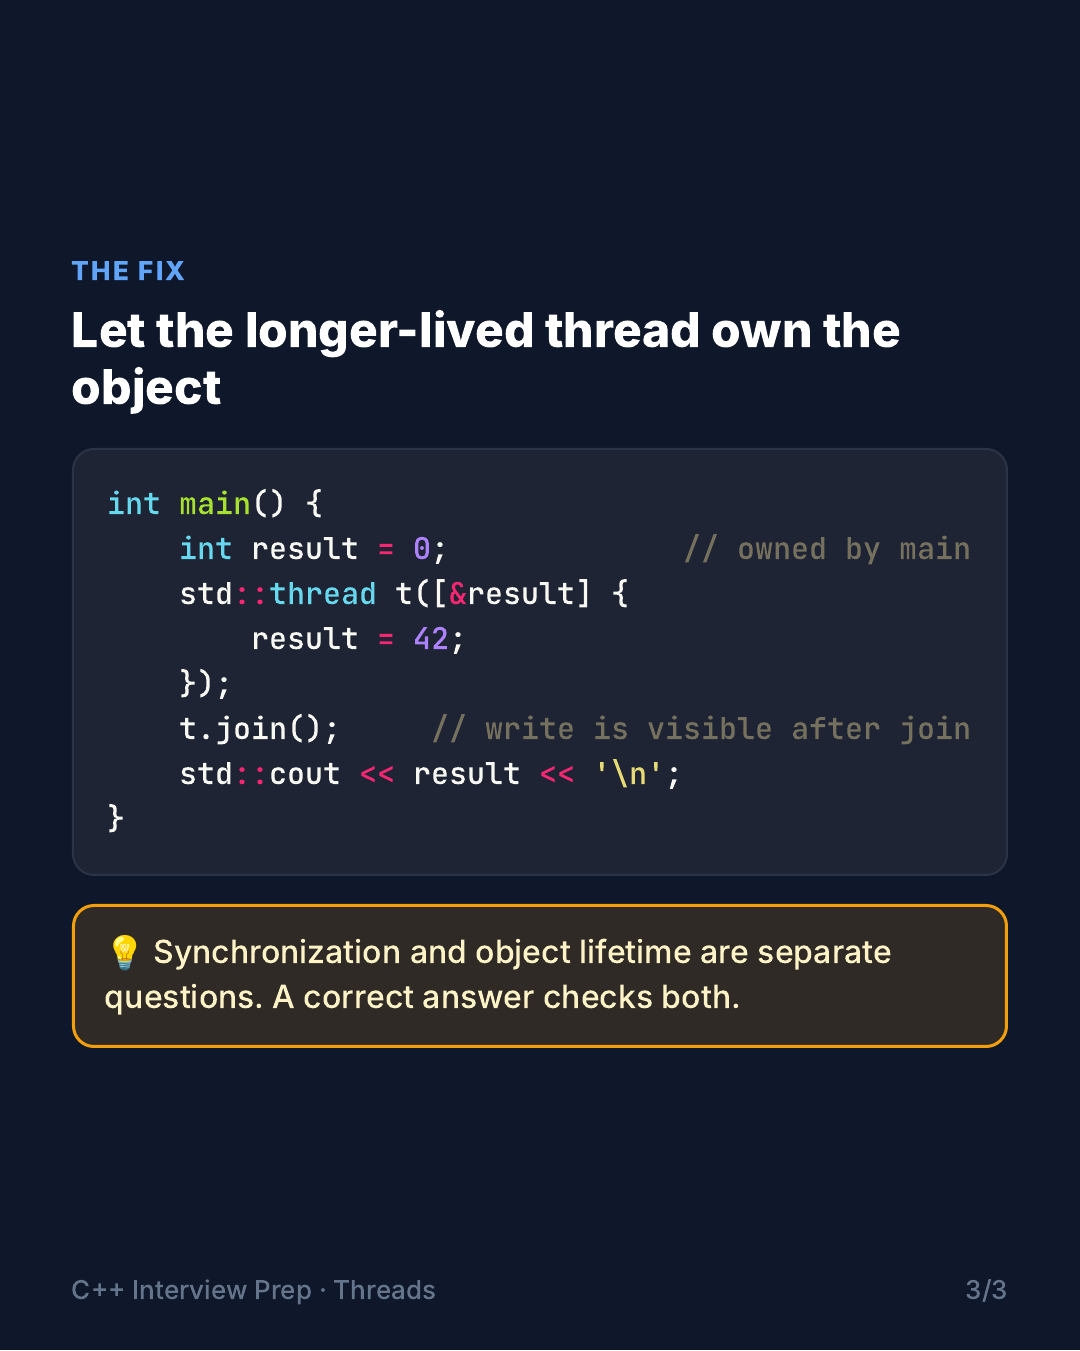 THE FIX
Let the longer-lived thread own the
object
int main() {
    int result = 0;             // owned by main
    std::thread t([&result] {
        result = 42;
    });
    t.join();     // write is visible after join
    std::cout << result << '\n';
}
💡 Synchronization and object lifetime are separate
questions. A correct answer checks both.
C++ Interview Prep · Threads
3/3